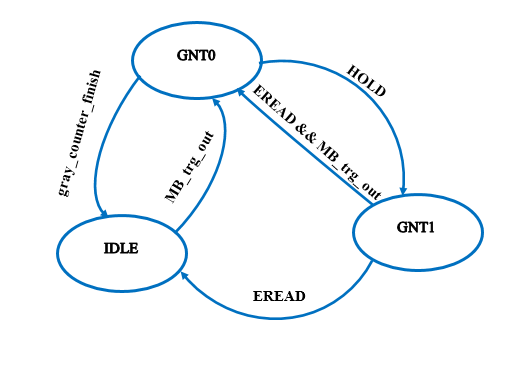 GNT0
HOLD
gray_counter_finish
EREAD && MB_trg_out
MB_trg_out
GNT1
IDLE
EREAD